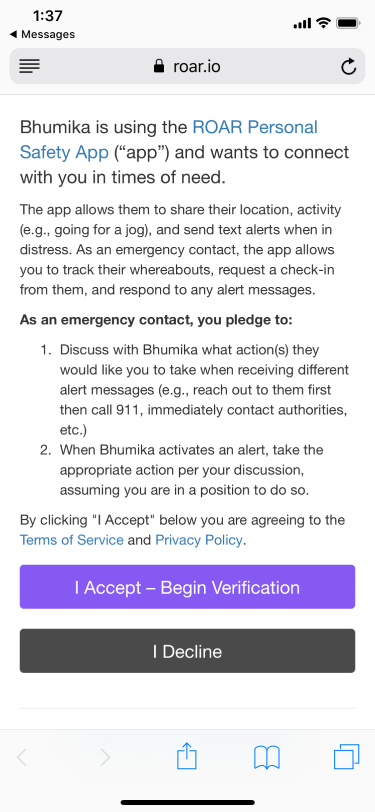 1:37
Messages
roar.io
Bhumika is using the ROAR Personal
Safety App (“app”) and wants to connect
with you in times of need.
The app allows them to share their location, activity
(e.g., going for a jog), and send text alerts when in
distress. As an emergency contact, the app allows
you to track their whereabouts, request a check-in
from them, and respond to any alert messages.
As an emergency contact, you pledge to:
1. Discuss with Bhumika what action(s) they
would like you to take when receiving different
alert messages (e.g., reach out to them first
then call 911, immediately contact authorities,
etc.)
2. When Bhumika activates an alert, take the
appropriate action per your discussion,
assuming you are in a position to do so.
By clicking "I Accept" below you are agreeing to the
Terms of Service and Privacy Policy.
I Accept – Begin Verification
I Decline